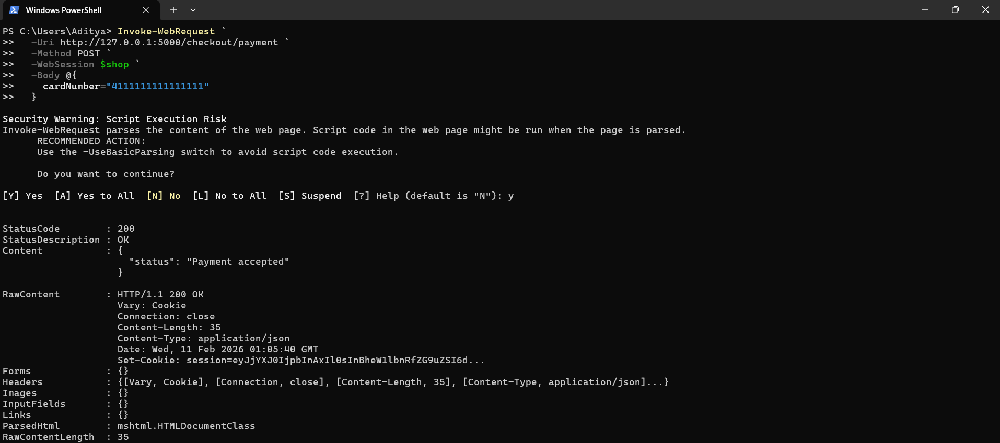 Windows PowerShell
PS C:\Users\Aditya> Invoke-WebRequest `
>>   -Uri http://127.0.0.1:5000/checkout/payment `
>>   -Method POST `
>>   -WebSession $shop `
>>   -Body @{
>>     cardNumber="4111111111111111"
>>   }
Security Warning: Script Execution Risk
Invoke-WebRequest parses the content of the web page. Script code in the web page might be run when the page is parsed.
      RECOMMENDED ACTION:
      Use the -UseBasicParsing switch to avoid script code execution.
      Do you want to continue?
[Y] Yes  [A] Yes to All  [N] No  [L] No to All  [S] Suspend  [?] Help (default is "N"): y
StatusCode        : 200
StatusDescription : OK
Content           : {
                      "status": "Payment accepted"
                    }
RawContent        : HTTP/1.1 200 OK
                    Vary: Cookie
                    Connection: close
                    Content-Length: 35
                    Content-Type: application/json
                    Date: Wed, 11 Feb 2026 01:05:40 GMT
                    Set-Cookie: session=eyJjYXJ0IjpbInAxIl0sInBheW1lbnRfZG9uZSI6d...
Forms             : {}
Headers           : {[Vary, Cookie], [Connection, close], [Content-Length, 35], [Content-Type, application/json]...}
Images            : {}
InputFields       : {}
Links             : {}
ParsedHtml        : mshtml.HTMLDocumentClass
RawContentLength  : 35